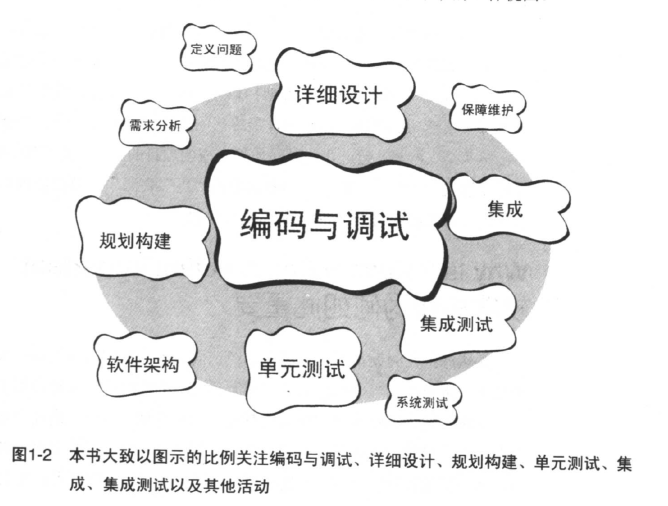 定义问题
详细设计
保障维护
需求分析
编码与调试
集成
规划构建
集成测试
软件架构
单元测试
系统测试
图1-2 本书大致以图示的比例关注编码与调试、详细设计、规划构建、单元测试、集
成、集成测试以及其他活动